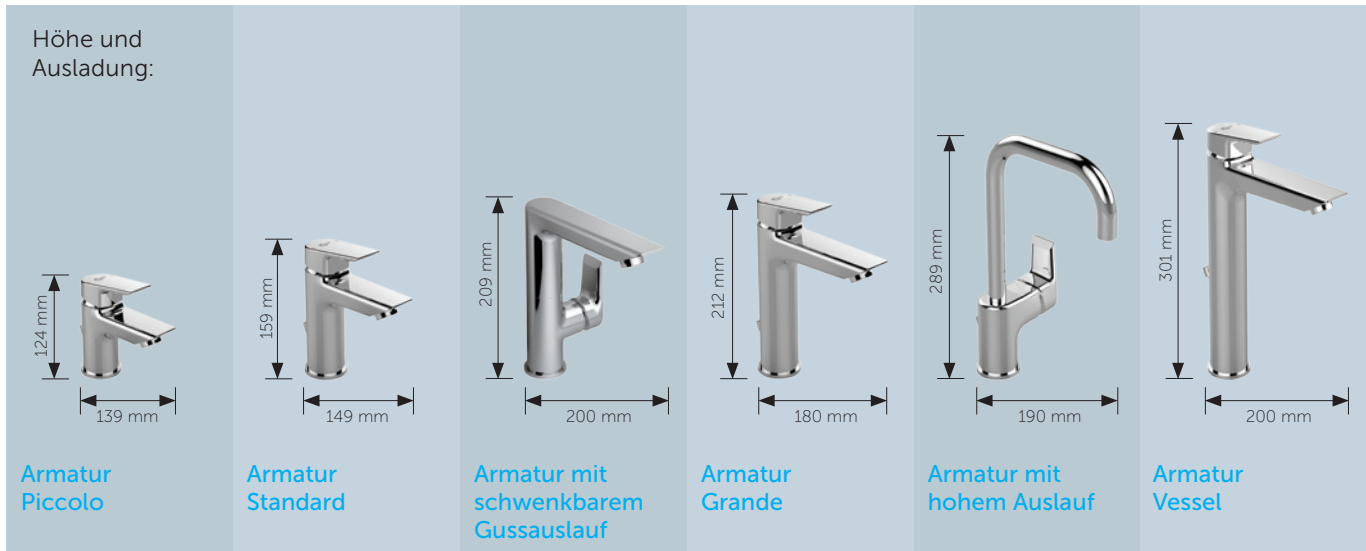 Höhe und
Ausladung:
124 mm
139 mm
Armatur
Piccolo
159 mm
149 mm
Armatur
Standard
209 mm
200 mm
Armatur mit
schwenkbarem
Gussauslauf
212 mm
180 mm
Armatur
Grande
289 mm
190 mm
Armatur mit
hohem Auslauf
301 mm
200 mm
Armatur
Vessel